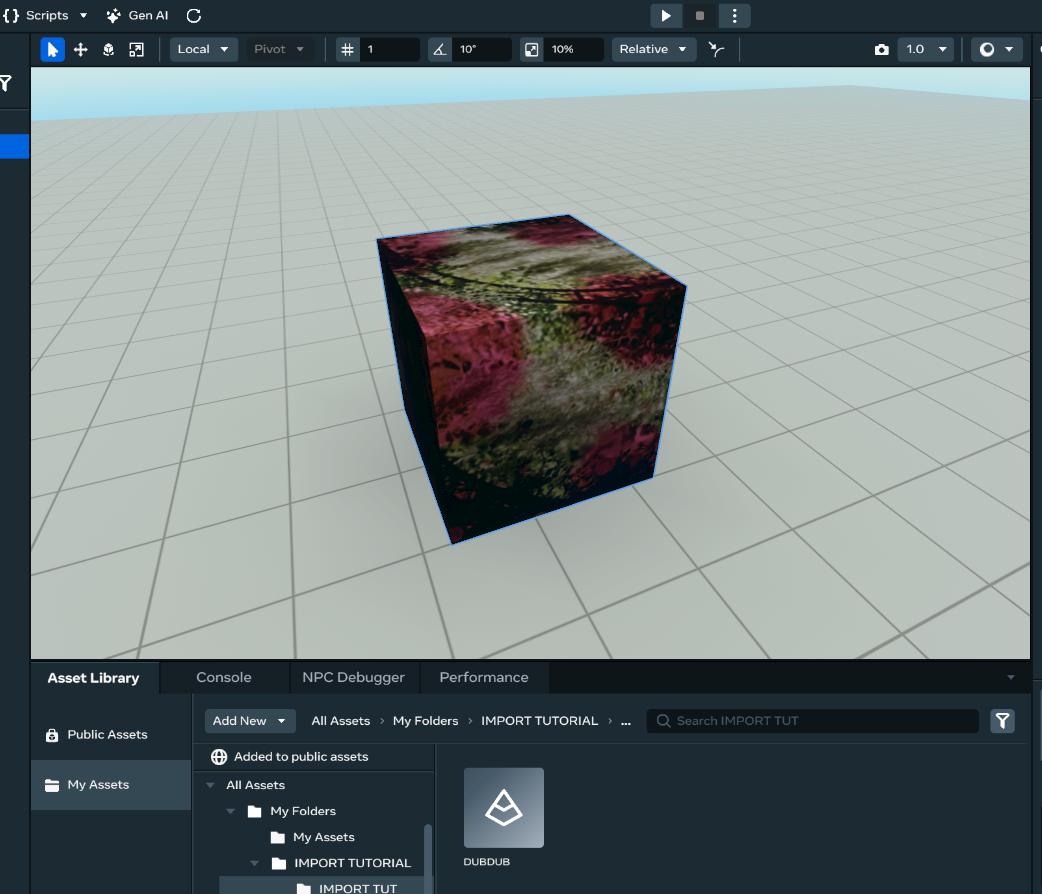 Scripts
Gen AI
Local
Pivot
1
10°
10%
Relative
1.0
Asset Library
Console
NPC Debugger
Performance
Public Assets
My Assets
Add New
All Assets › My Folders › IMPORT TUTORIAL › ...
Search IMPORT TUT
Added to public assets
All Assets
My Folders
My Assets
IMPORT TUTORIAL
IMPORT TUT
DUBDUB